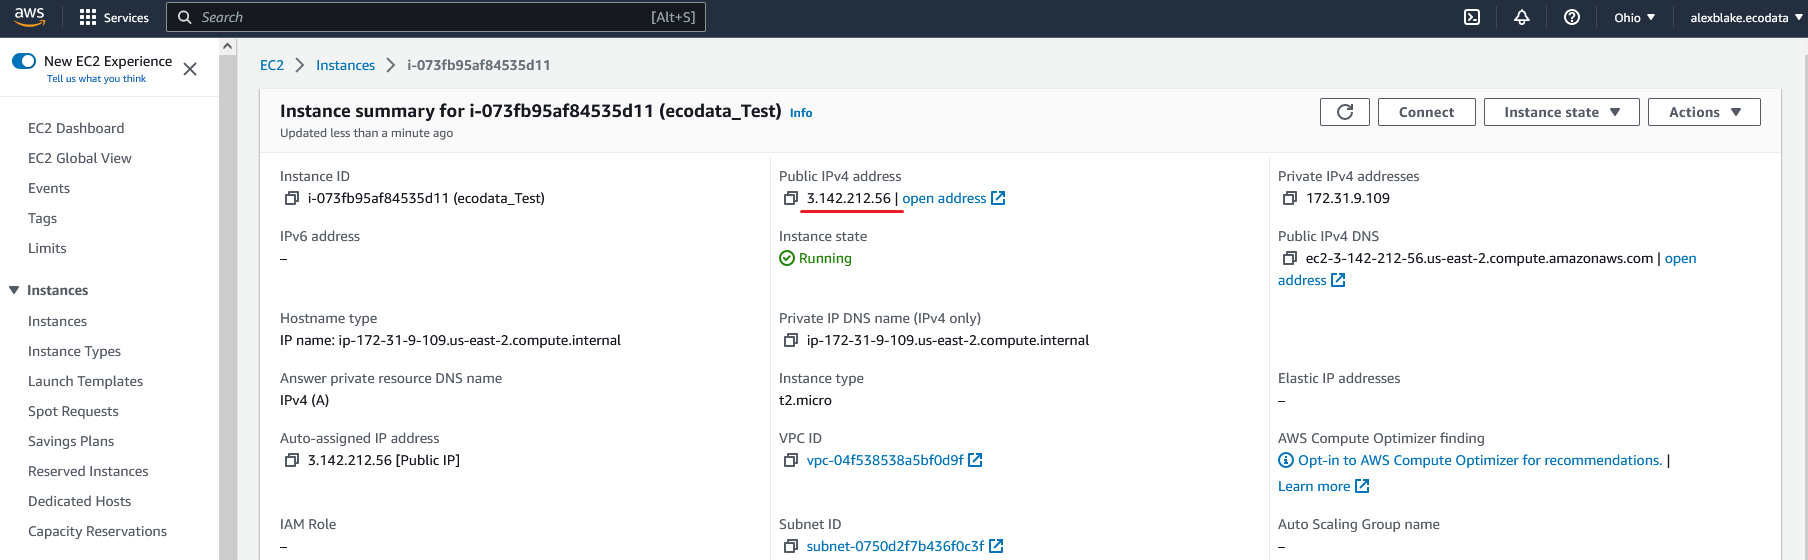 aws Services Search [Alt+S] Ohio alexblake.ecodata
New EC2 Experience
Tell us what you think
EC2 Dashboard
EC2 Global View
Events
Tags
Limits
Instances
Instances
Instance Types
Launch Templates
Spot Requests
Savings Plans
Reserved Instances
Dedicated Hosts
Capacity Reservations
EC2 Instances i-073fb95af84535d11
Instance summary for i-073fb95af84535d11 (ecodata_Test) Info
Updated less than a minute ago
Connect Instance state Actions
Instance ID
i-073fb95af84535d11 (ecodata_Test)
Public IPv4 address
3.142.212.56 | open address
Private IPv4 addresses
172.31.9.109
IPv6 address
–
Instance state
Running
Public IPv4 DNS
ec2-3-142-212-56.us-east-2.compute.amazonaws.com | open
address
Hostname type
IP name: ip-172-31-9-109.us-east-2.compute.internal
Private IP DNS name (IPv4 only)
ip-172-31-9-109.us-east-2.compute.internal
Answer private resource DNS name
IPv4 (A)
Instance type
t2.micro
Elastic IP addresses
–
Auto-assigned IP address
3.142.212.56 [Public IP]
VPC ID
vpc-04f538538a5bf0d9f
AWS Compute Optimizer finding
Opt-in to AWS Compute Optimizer for recommendations. |
Learn more
IAM Role
–
Subnet ID
subnet-0750d2f7b436f0c3f
Auto Scaling Group name
–